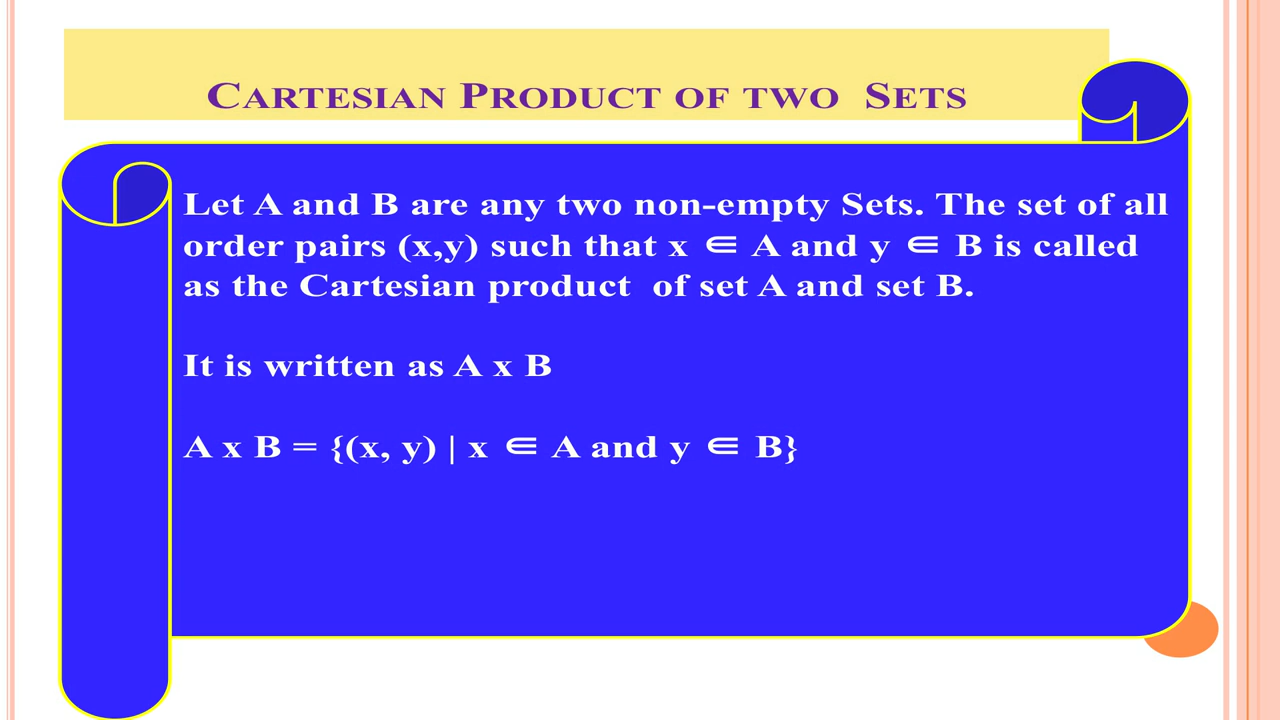 CARTESIAN PRODUCT OF TWO SETS
Let A and B are any two non-empty Sets. The set of all
order pairs (x,y) such that x ∈ A and y ∈ B is called
as the Cartesian product of set A and set B.
It is written as A x B
A x B = {(x, y) | x ∈ A and y ∈ B}